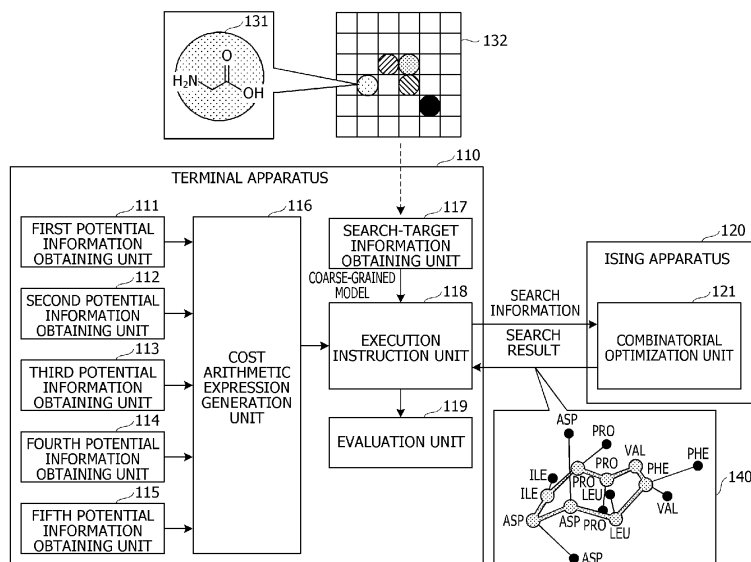 131
132
O
H2N
OH
110
TERMINAL APPARATUS
111
FIRST POTENTIAL
INFORMATION
OBTAINING UNIT
112
SECOND POTENTIAL
INFORMATION
OBTAINING UNIT
113
THIRD POTENTIAL
INFORMATION
OBTAINING UNIT
114
FOURTH POTENTIAL
INFORMATION
OBTAINING UNIT
115
FIFTH POTENTIAL
INFORMATION
OBTAINING UNIT
116
COST
ARITHMETIC
EXPRESSION
GENERATION
UNIT
117
SEARCH-TARGET
INFORMATION
OBTAINING UNIT
COARSE-GRAINED
MODEL
118
EXECUTION
INSTRUCTION UNIT
119
EVALUATION UNIT
SEARCH
INFORMATION
SEARCH
RESULT
120
ISING APPARATUS
121
COMBINATORIAL
OPTIMIZATION UNIT
140
ASP
PRO
VAL
PHE
PRO
PHE
ILE
PRO
ILE
LEU
VAL
ASP
ASP
PRO
LEU
ASP